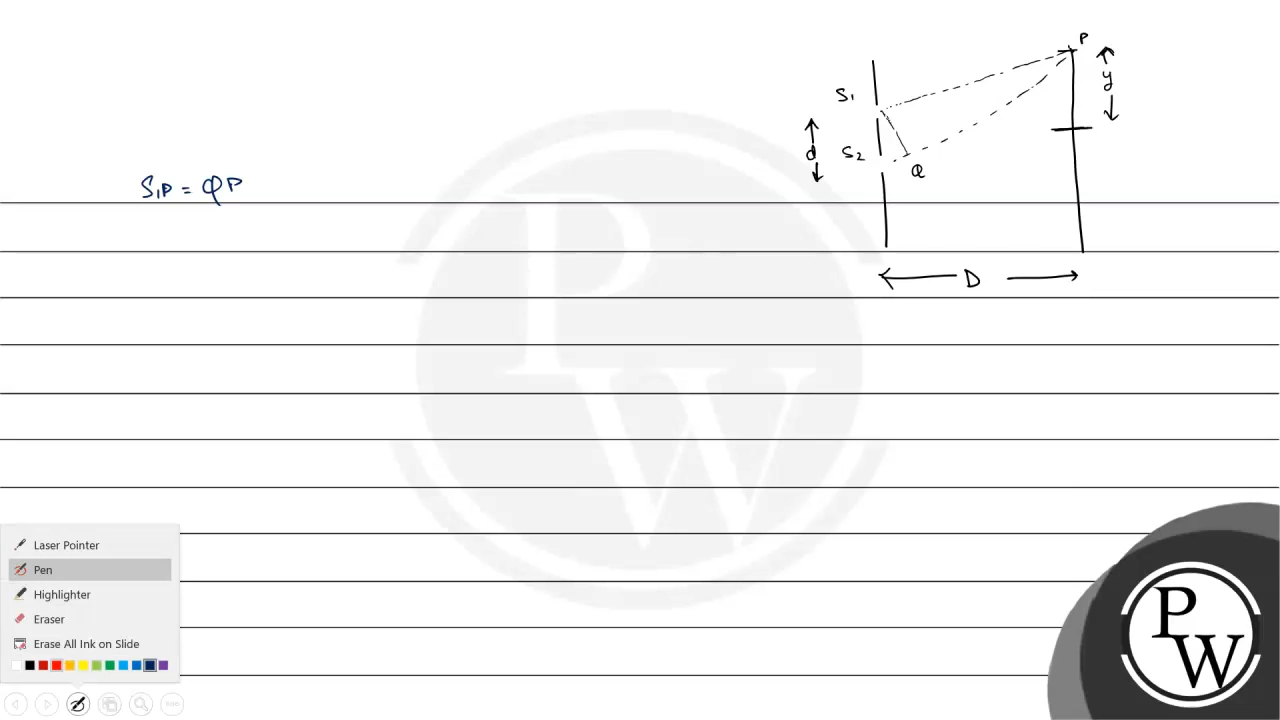 P
S1
y
d
S2
Q
S1P = QP
D
P
W
Laser Pointer
Pen
Highlighter
Eraser
Erase All Ink on Slide
P
W